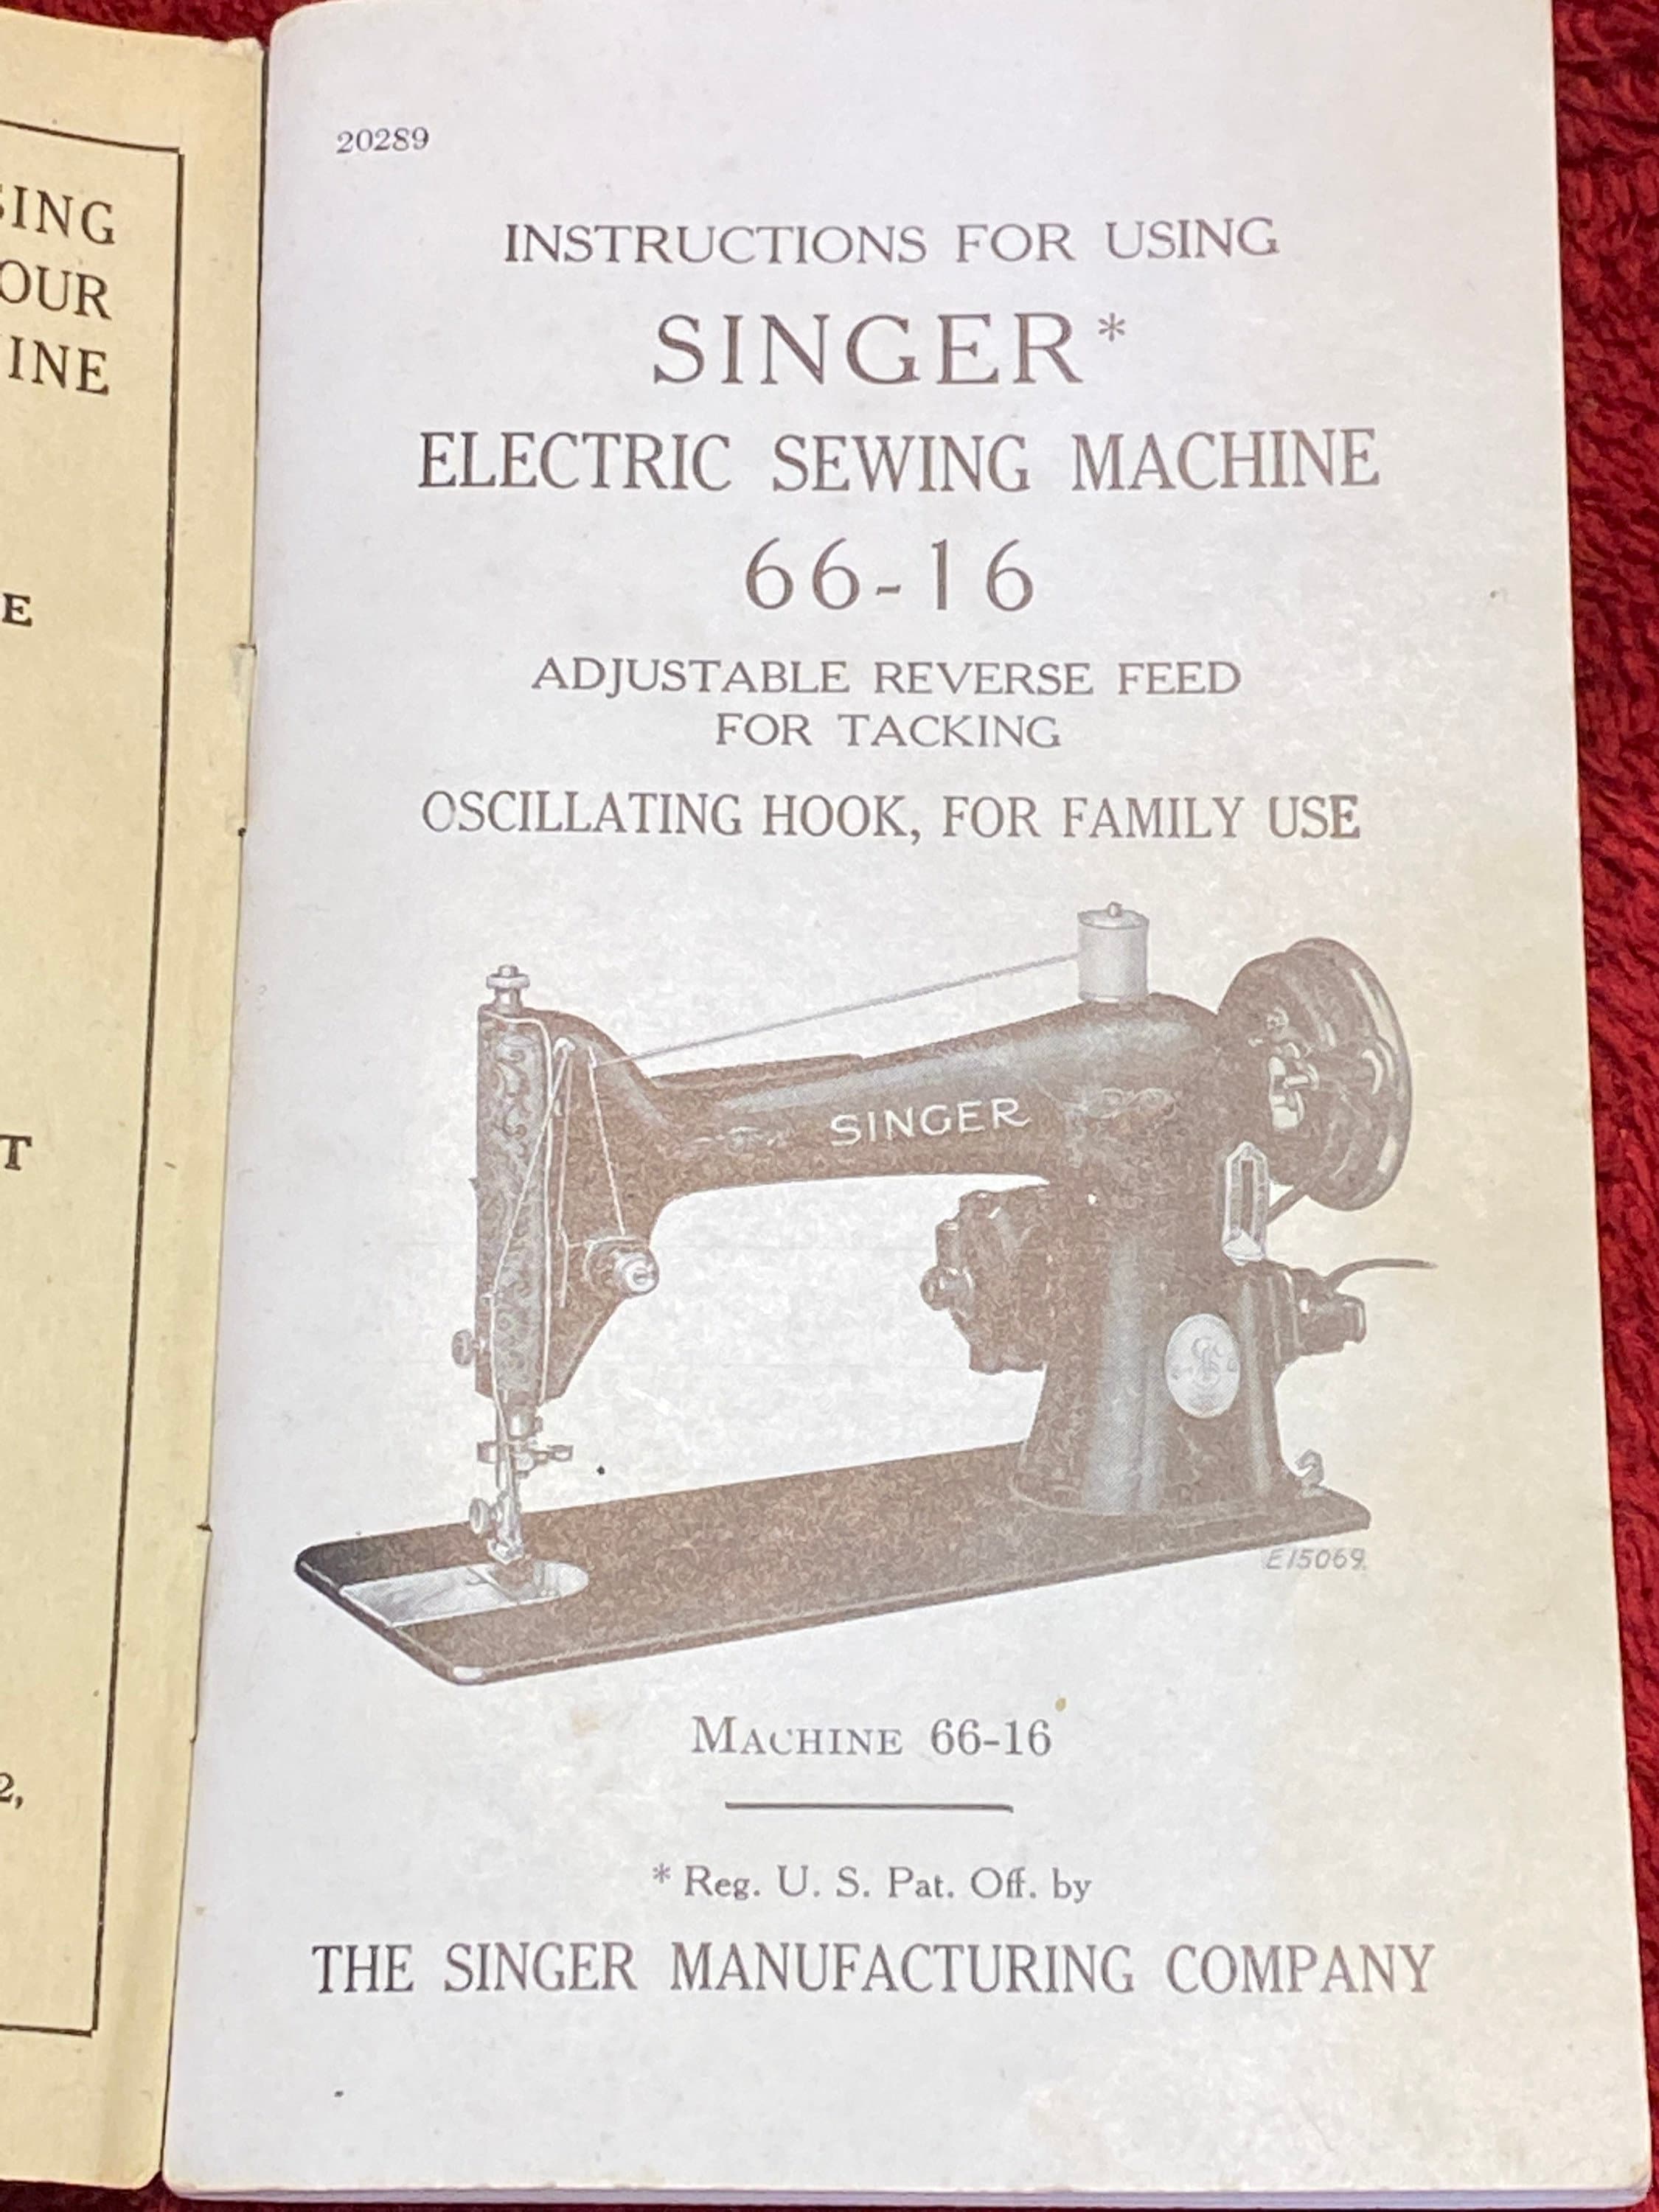 SING
OUR
INE
E
T
2,
20289
INSTRUCTIONS FOR USING
SINGER*
ELECTRIC SEWING MACHINE
66-16
ADJUSTABLE REVERSE FEED
FOR TACKING
OSCILLATING HOOK, FOR FAMILY USE
SINGER
E15069
MACHINE 66-16
* Reg. U. S. Pat. Off. by
THE SINGER MANUFACTURING COMPANY